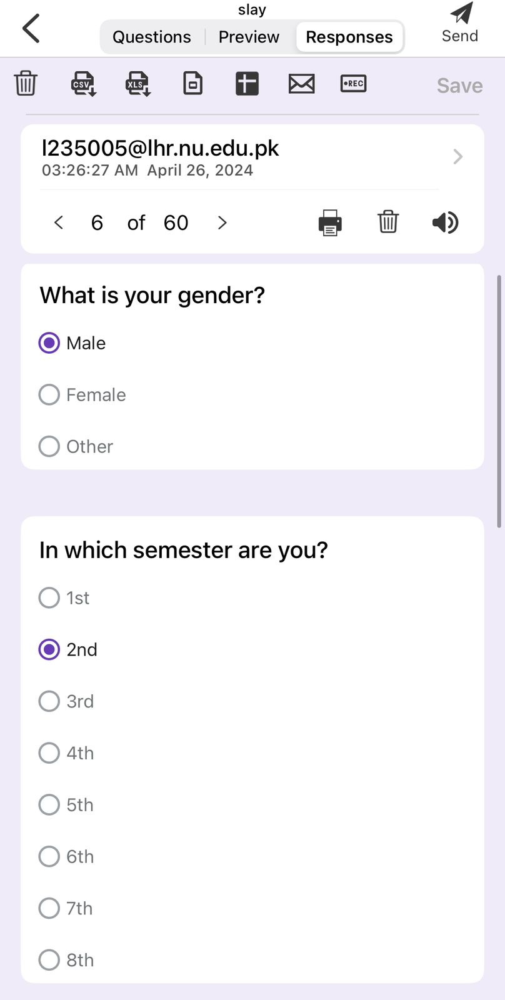 slay
Questions Preview Responses
Send
CSV XLS REC Save
l235005@lhr.nu.edu.pk
03:26:27 AM April 26, 2024
6 of 60
What is your gender?
Male
Female
Other
In which semester are you?
1st
2nd
3rd
4th
5th
6th
7th
8th